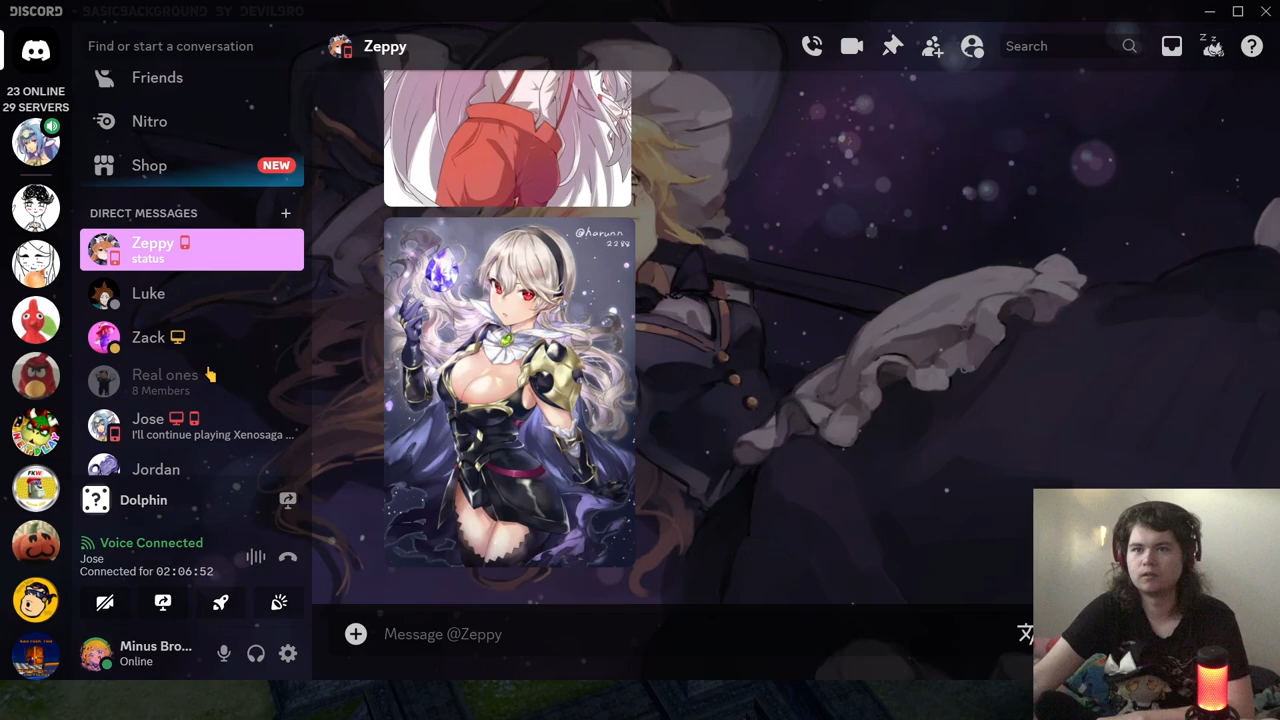 DISCORD - BASICBACKGROUND BY DEVILBRO
Find or start a conversation
Zeppy
Search
23 ONLINE
29 SERVERS
Friends
Nitro
Shop
NEW
DIRECT MESSAGES
Zeppy
status
Luke
Zack
Real ones
8 Members
Jose
I'll continue playing Xenosaga ...
Jordan
Dolphin
Voice Connected
Jose
Connected for 02:06:52
Minus Bro...
Online
@harunn
2388
Message @Zeppy